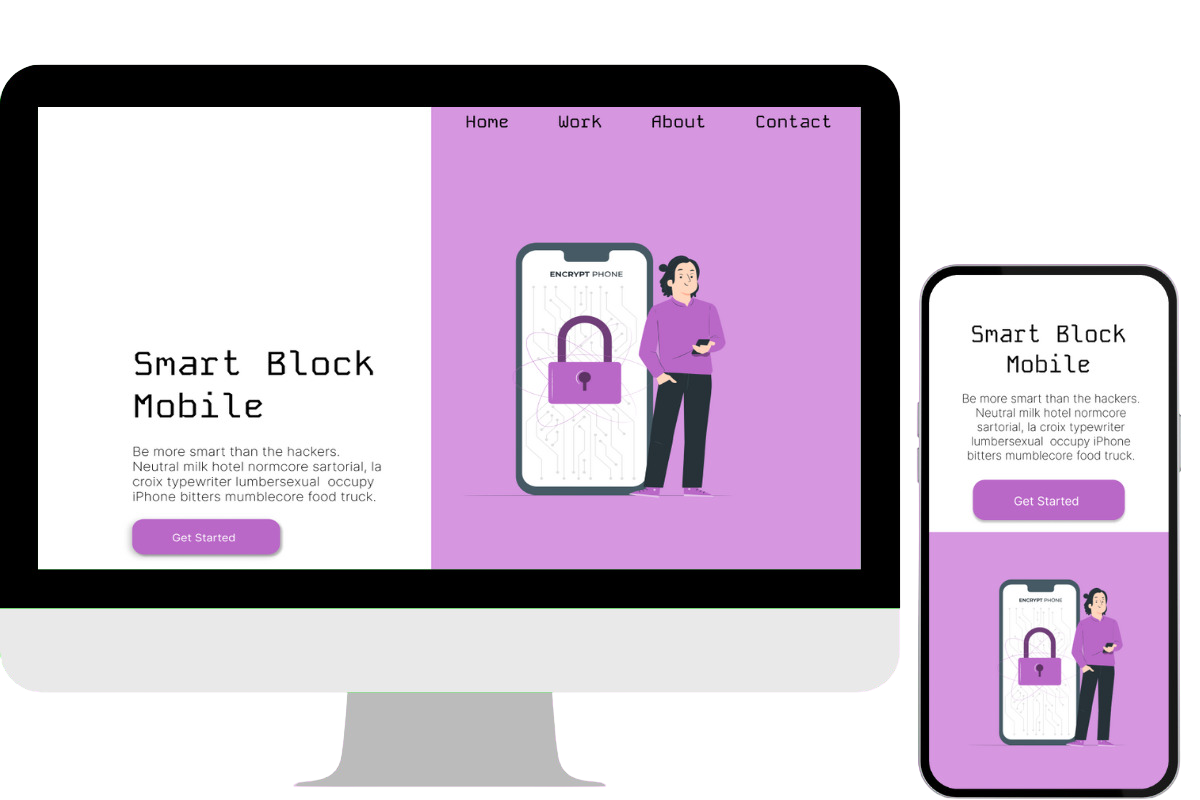 Home Work About Contact
ENCRYPT PHONE
Smart Block
Mobile
Be more smart than the hackers.
Neutral milk hotel normcore sartorial, la
croix typewriter lumbersexual  occupy
iPhone bitters mumblecore food truck.
Get Started
Smart Block
Mobile
Be more smart than the hackers.
Neutral milk hotel normcore
sartorial, la croix typewriter
lumbersexual  occupy iPhone
bitters mumblecore food truck.
Get Started
ENCRYPT PHONE